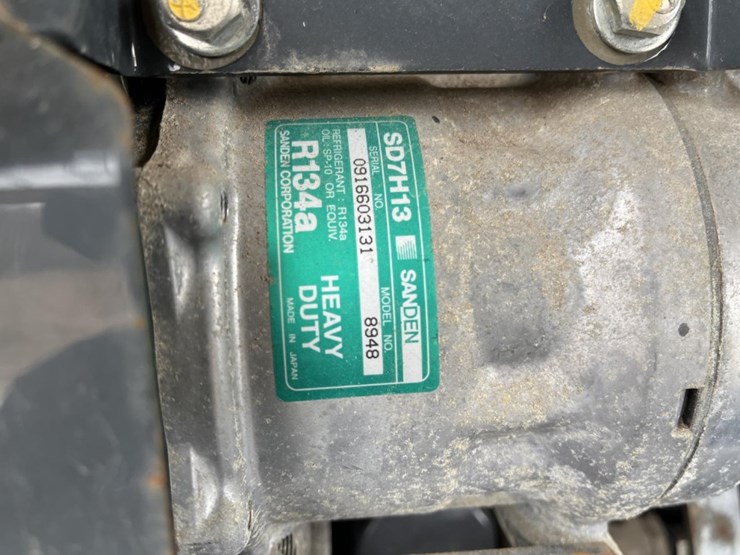 SD7H13 SANDEN
SERIAL NO. MODEL NO.
0916603131 8948
REFRIGERANT : R134a
OIL : SP-10 OR EQUIV.
HEAVY
R134a DUTY
SANDEN CORPORATION MADE IN JAPAN